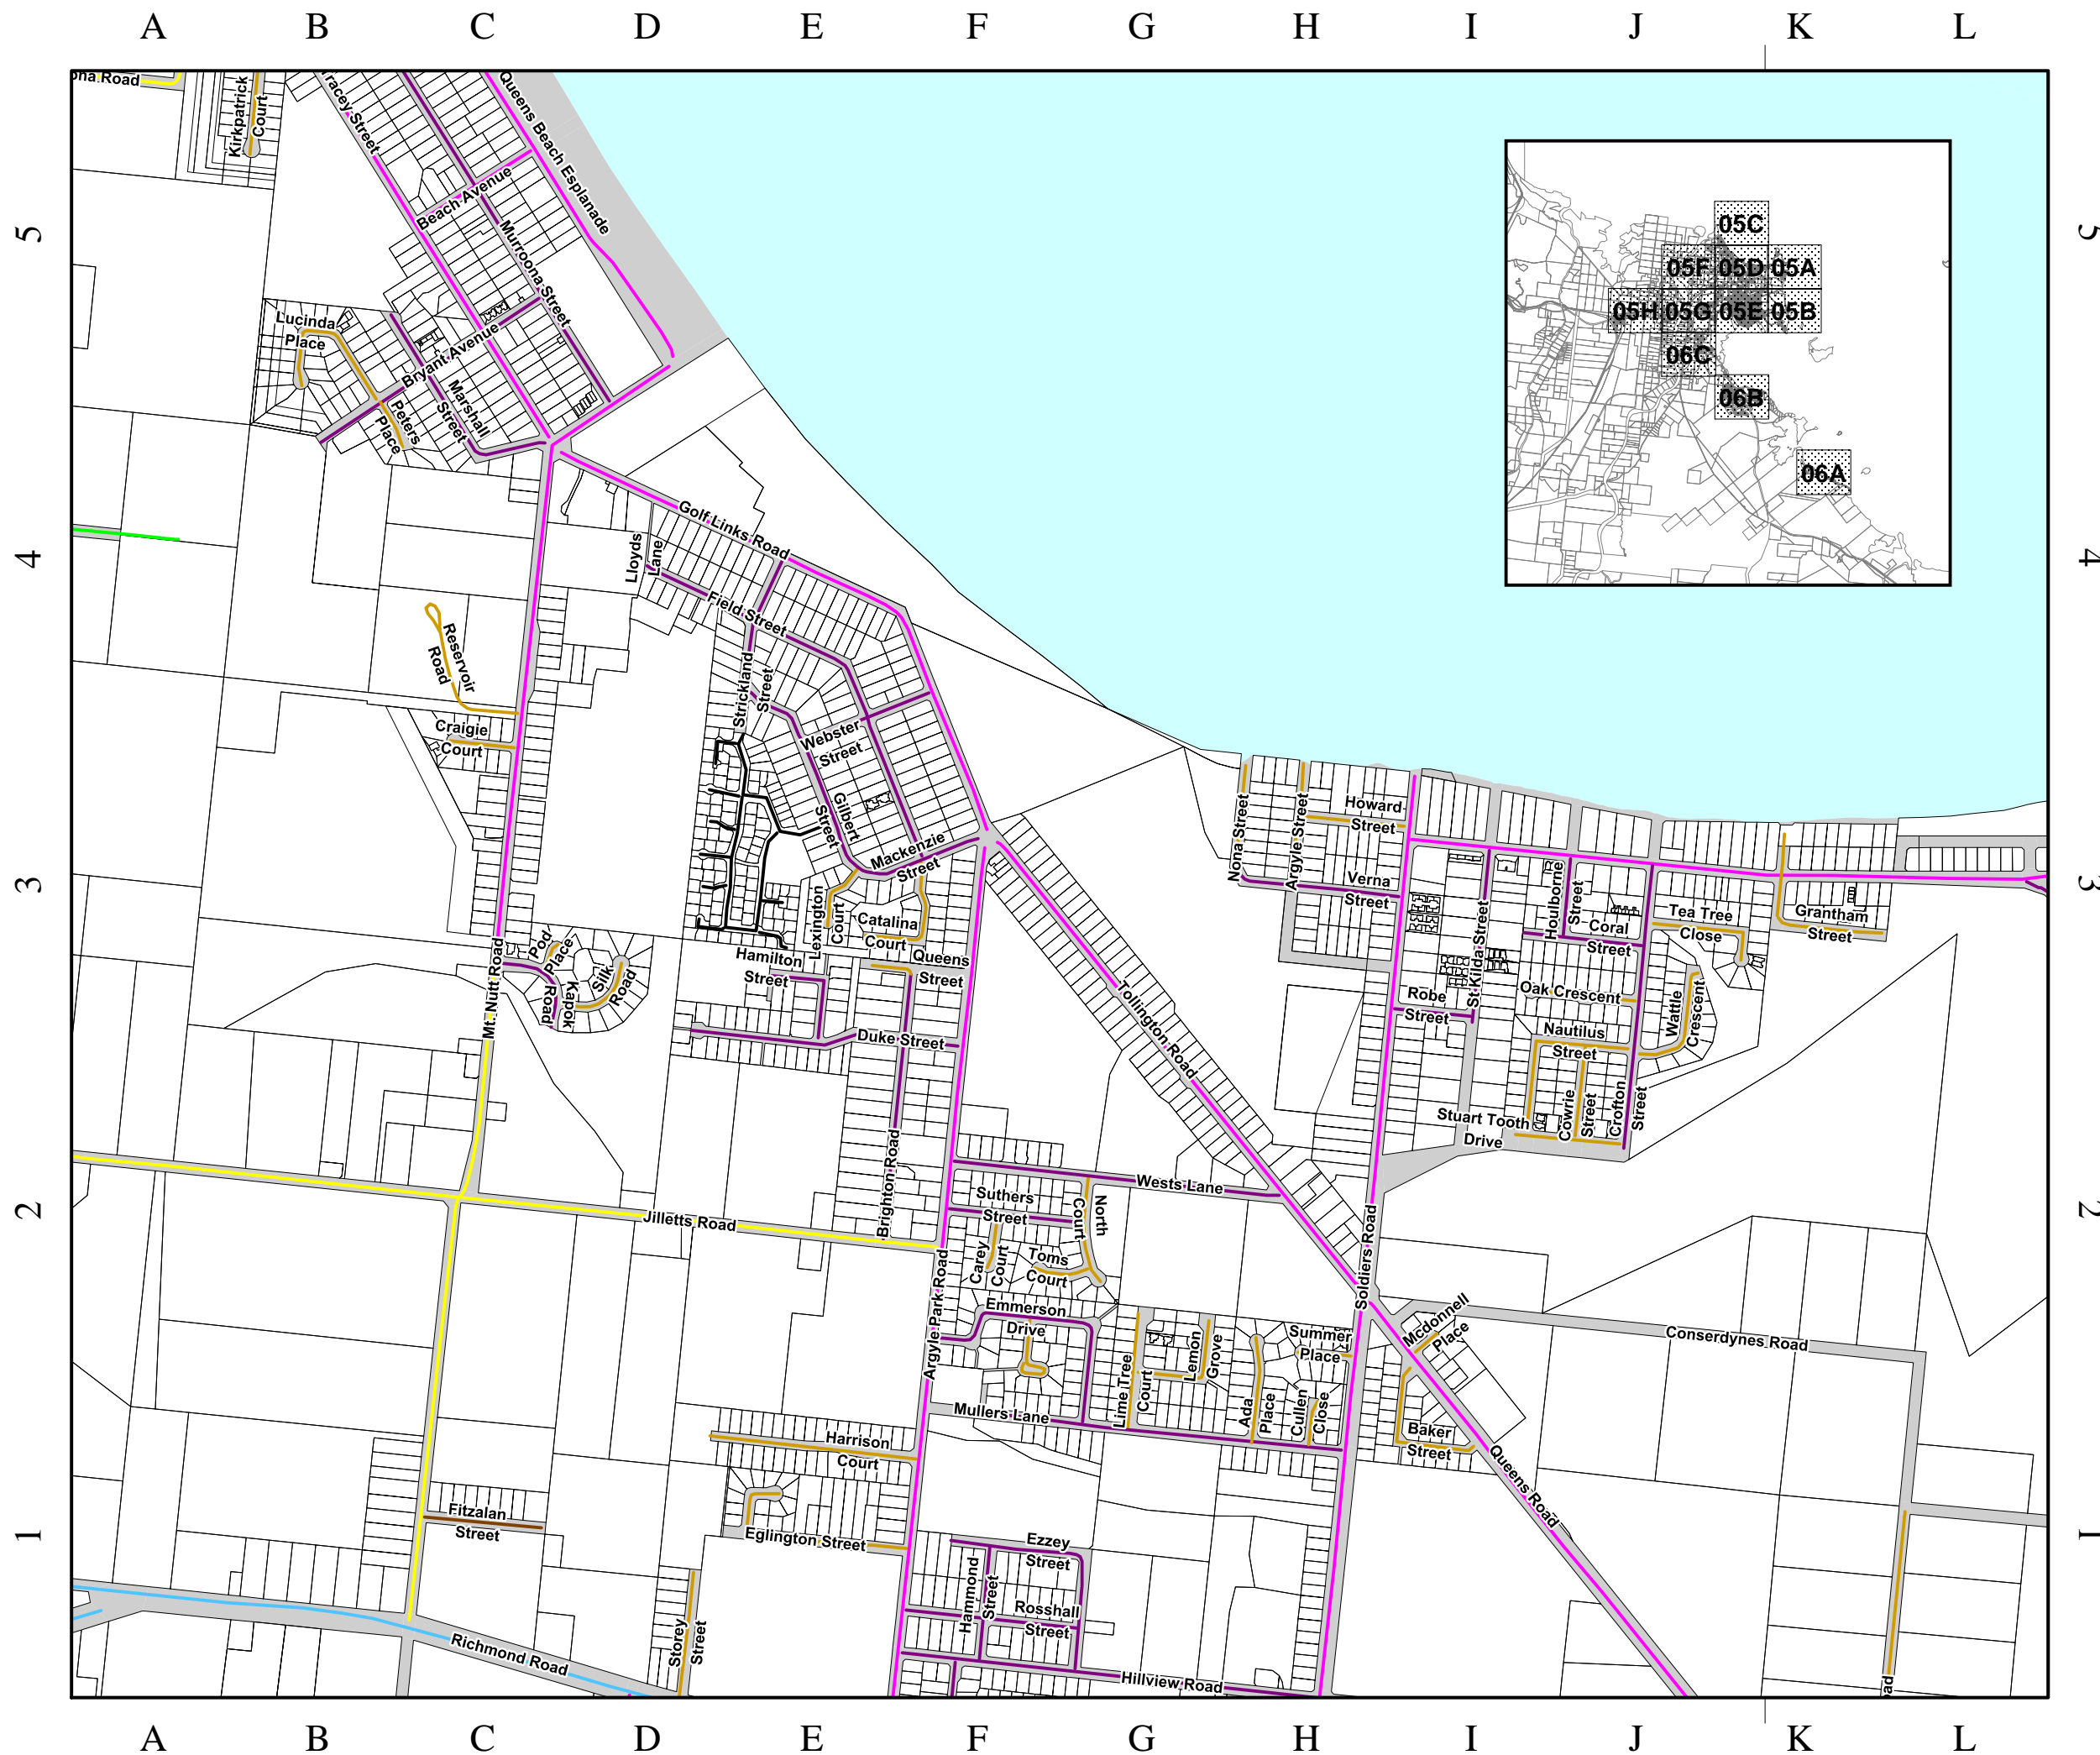 A B C D E F G H I J K L
ona Road
Kirkpatrick
Court
Tracey Street
Queens Beach Esplanade
Beach Avenue
Murroona Street
5
5
05C
05F 05D 05A
05H 05G 05E 05B
06C
06B
06A
Lucinda
Place
Bryant Avenue
Marshall
Street
Peters
Place
Golf Links Road
Lloyds
Lane
4
4
Field Street
Reservoir
Road
Strickland
Street
Craigie
Court
Webster
Street
Gilbert
Street
Mackenzie
Street
Nona Street
Argyle Street
Howard
Street
Verna
Street
3
3
Lexington
Court
Catalina
Court
Houlborne
Street
Coral
Street
Tea Tree
Close
Grantham
Street
Pod
Place
Silk
Road
Kapok
Road
Mt. Nutt Road
Hamilton
Street
Queens
Street
Tollington Road
St Kilda Street
Robe
Street
Oak Crescent
Wattle
Crescent
Nautilus
Street
Duke Street
Stuart Tooth
Drive
Cowrie
Street
Crofton
Street
Brighton Road
Wests Lane
2
2
Jilletts Road
Suthers
Street
North
Court
Carey
Court
Toms
Court
Soldiers Road
Argyle Park Road
Emmerson
Drive
Mcdonnell
Place
Conserdynes Road
Summer
Place
Lemon
Grove
Lime Tree
Court
Ada
Place
Cullen
Close
Mullers Lane
Baker
Street
Harrison
Court
Queens Road
Fitzalan
Street
1
1
Eglington Street
Ezzey
Street
Hammond
Street
Rosshall
Street
Storey
Street
Richmond Road
Hillview Road
oad
A B C D E F G H I J K L